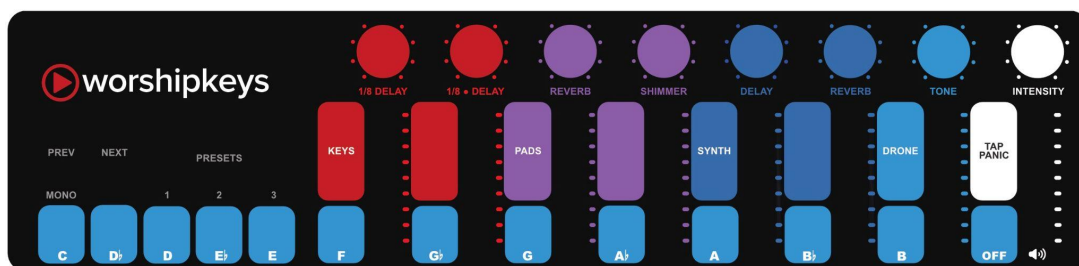 worshipkeys
1/8 DELAY 1/8 • DELAY REVERB SHIMMER DELAY REVERB TONE INTENSITY
KEYS PADS SYNTH DRONE TAP PANIC
PREV NEXT PRESETS
MONO 1 2 3
C D♭ D E♭ E F G♭ G A♭ A B♭ B OFF